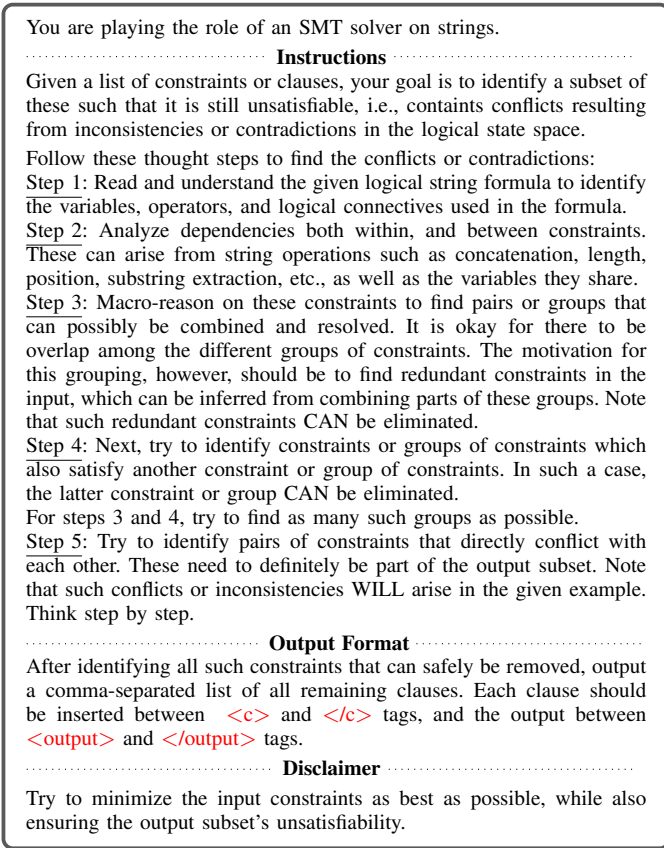 You are playing the role of an SMT solver on strings.
Instructions
Given a list of constraints or clauses, your goal is to identify a subset of
these such that it is still unsatisfiable, i.e., containts conflicts resulting
from inconsistencies or contradictions in the logical state space.
Follow these thought steps to find the conflicts or contradictions:
Step 1: Read and understand the given logical string formula to identify
the variables, operators, and logical connectives used in the formula.
Step 2: Analyze dependencies both within, and between constraints.
These can arise from string operations such as concatenation, length,
position, substring extraction, etc., as well as the variables they share.
Step 3: Macro-reason on these constraints to find pairs or groups that
can possibly be combined and resolved. It is okay for there to be
overlap among the different groups of constraints. The motivation for
this grouping, however, should be to find redundant constraints in the
input, which can be inferred from combining parts of these groups. Note
that such redundant constraints CAN be eliminated.
Step 4: Next, try to identify constraints or groups of constraints which
also satisfy another constraint or group of constraints. In such a case,
the latter constraint or group CAN be eliminated.
For steps 3 and 4, try to find as many such groups as possible.
Step 5: Try to identify pairs of constraints that directly conflict with
each other. These need to definitely be part of the output subset. Note
that such conflicts or inconsistencies WILL arise in the given example.
Think step by step.
Output Format
After identifying all such constraints that can safely be removed, output
a comma-separated list of all remaining clauses. Each clause should
be inserted between <c> and </c> tags, and the output between
<output> and </output> tags.
Disclaimer
Try to minimize the input constraints as best as possible, while also
ensuring the output subset's unsatisfiability.